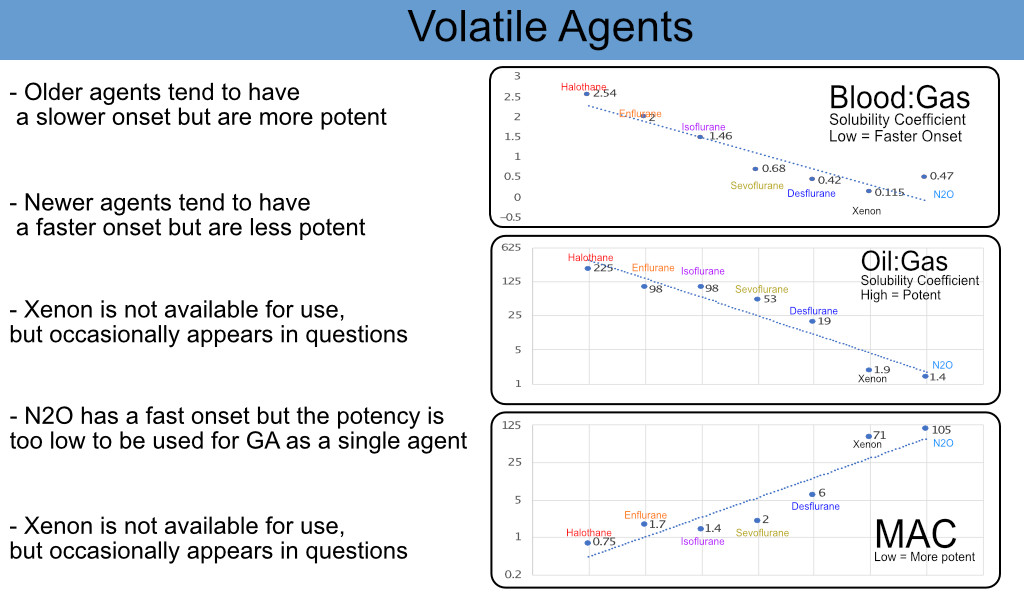 Volatile Agents
- Older agents tend to have
a slower onset but are more potent
- Newer agents tend to have
a faster onset but are less potent
- Xenon is not available for use,
but occasionally appears in questions
- N2O has a fast onset but the potency is
too low to be used for GA as a single agent
- Xenon is not available for use,
but occasionally appears in questions
Blood:Gas
Solubility Coefficient
Low = Faster Onset
3
2.5
2
1.5
1
0.5
0
-0.5
Halothane
2.54
Enflurane
2
Isoflurane
1.46
0.68
Sevoflurane
0.42
Desflurane
0.115
Xenon
0.47
N2O
Oil:Gas
Solubility Coefficient
High = Potent
625
125
25
5
1
Halothane
225
Enflurane
98
Isoflurane
98
Sevoflurane
53
Desflurane
19
1.9
Xenon
N2O
1.4
125
25
5
1
0.2
Halothane
0.75
Enflurane
1.7
1.4
Isoflurane
2
Sevoflurane
6
Desflurane
71
Xenon
105
N2O
MAC
Low = More potent